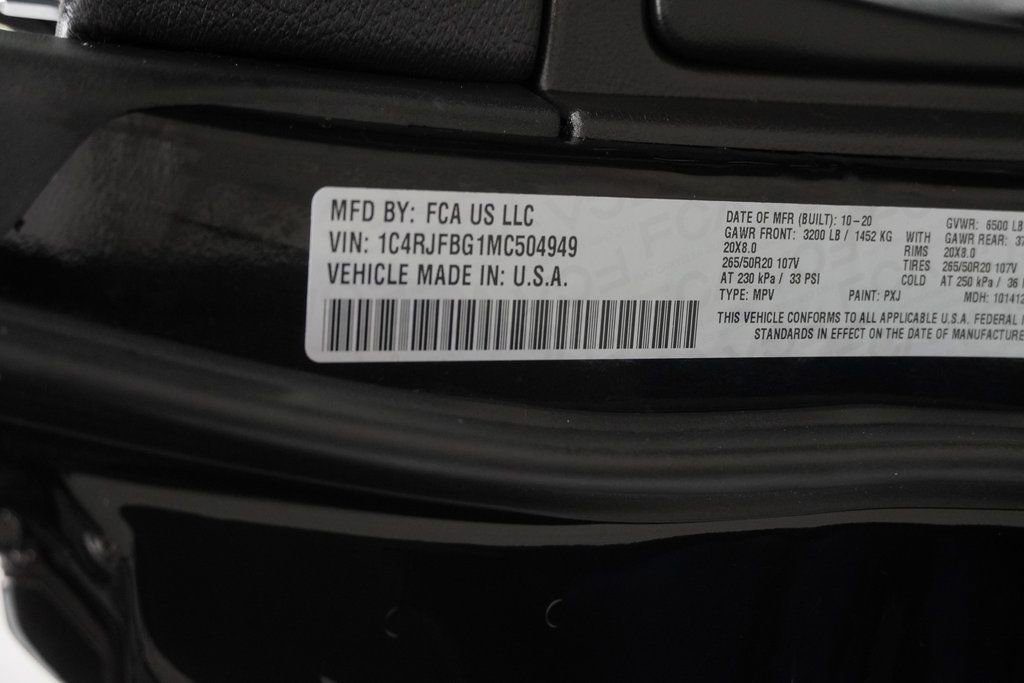 MFD BY: FCA US LLC
VIN: 1C4RJFBG1MC504949
VEHICLE MADE IN: U.S.A.
DATE OF MFR (BUILT): 10-20
GVWR: 6500 LB
GAWR FRONT: 3200 LB / 1452 KG WITH GAWR REAR: 37
20X8.0 RIMS 20X8.0
265/50R20 107V TIRES 265/50R20 107V
AT 230 kPa / 33 PSI COLD AT 250 kPa / 36
TYPE: MPV PAINT: PXJ MDH: 101412
THIS VEHICLE CONFORMS TO ALL APPLICABLE U.S.A. FEDERAL
STANDARDS IN EFFECT ON THE DATE OF MANUFACTURE